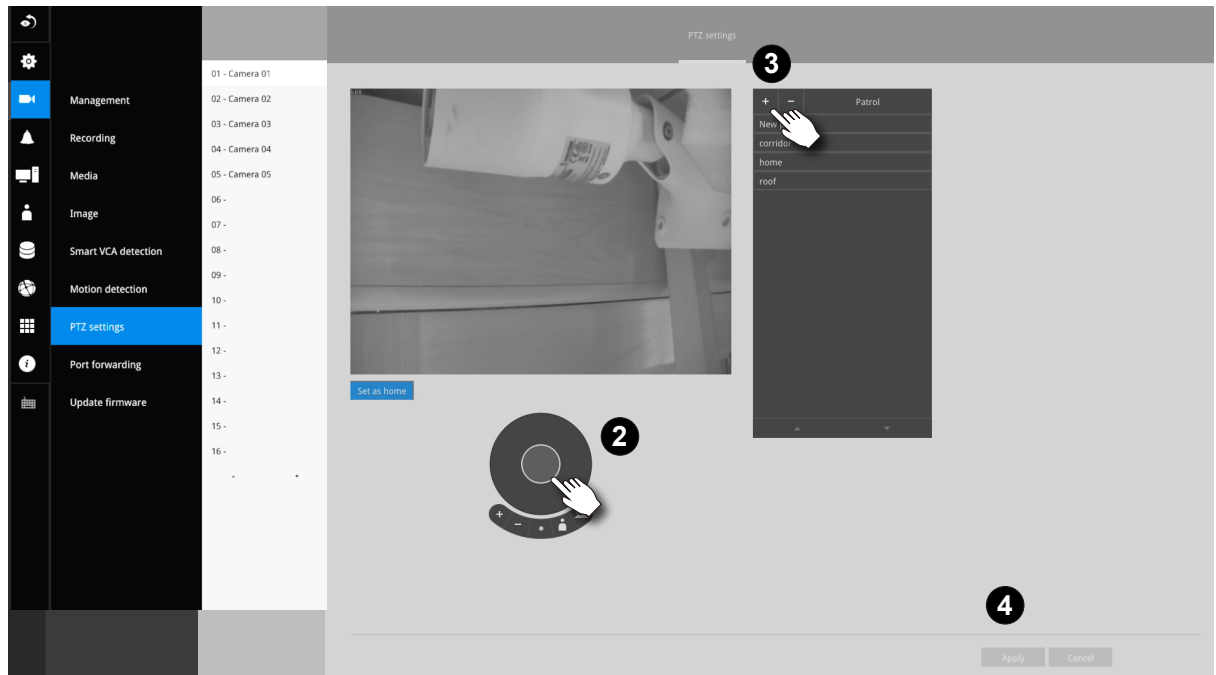 PTZ settings
3
01 - Camera 01
02 - Camera 02
03 - Camera 03
04 - Camera 04
05 - Camera 05
06 -
07 -
08 -
09 -
10 -
11 -
12 -
13 -
14 -
15 -
16 -
Management
Recording
Media
Image
Smart VCA detection
Motion detection
PTZ settings
Port forwarding
Update firmware
+ - Patrol
New
corridor
home
roof
Set as home
2
+ -
4
Apply Cancel